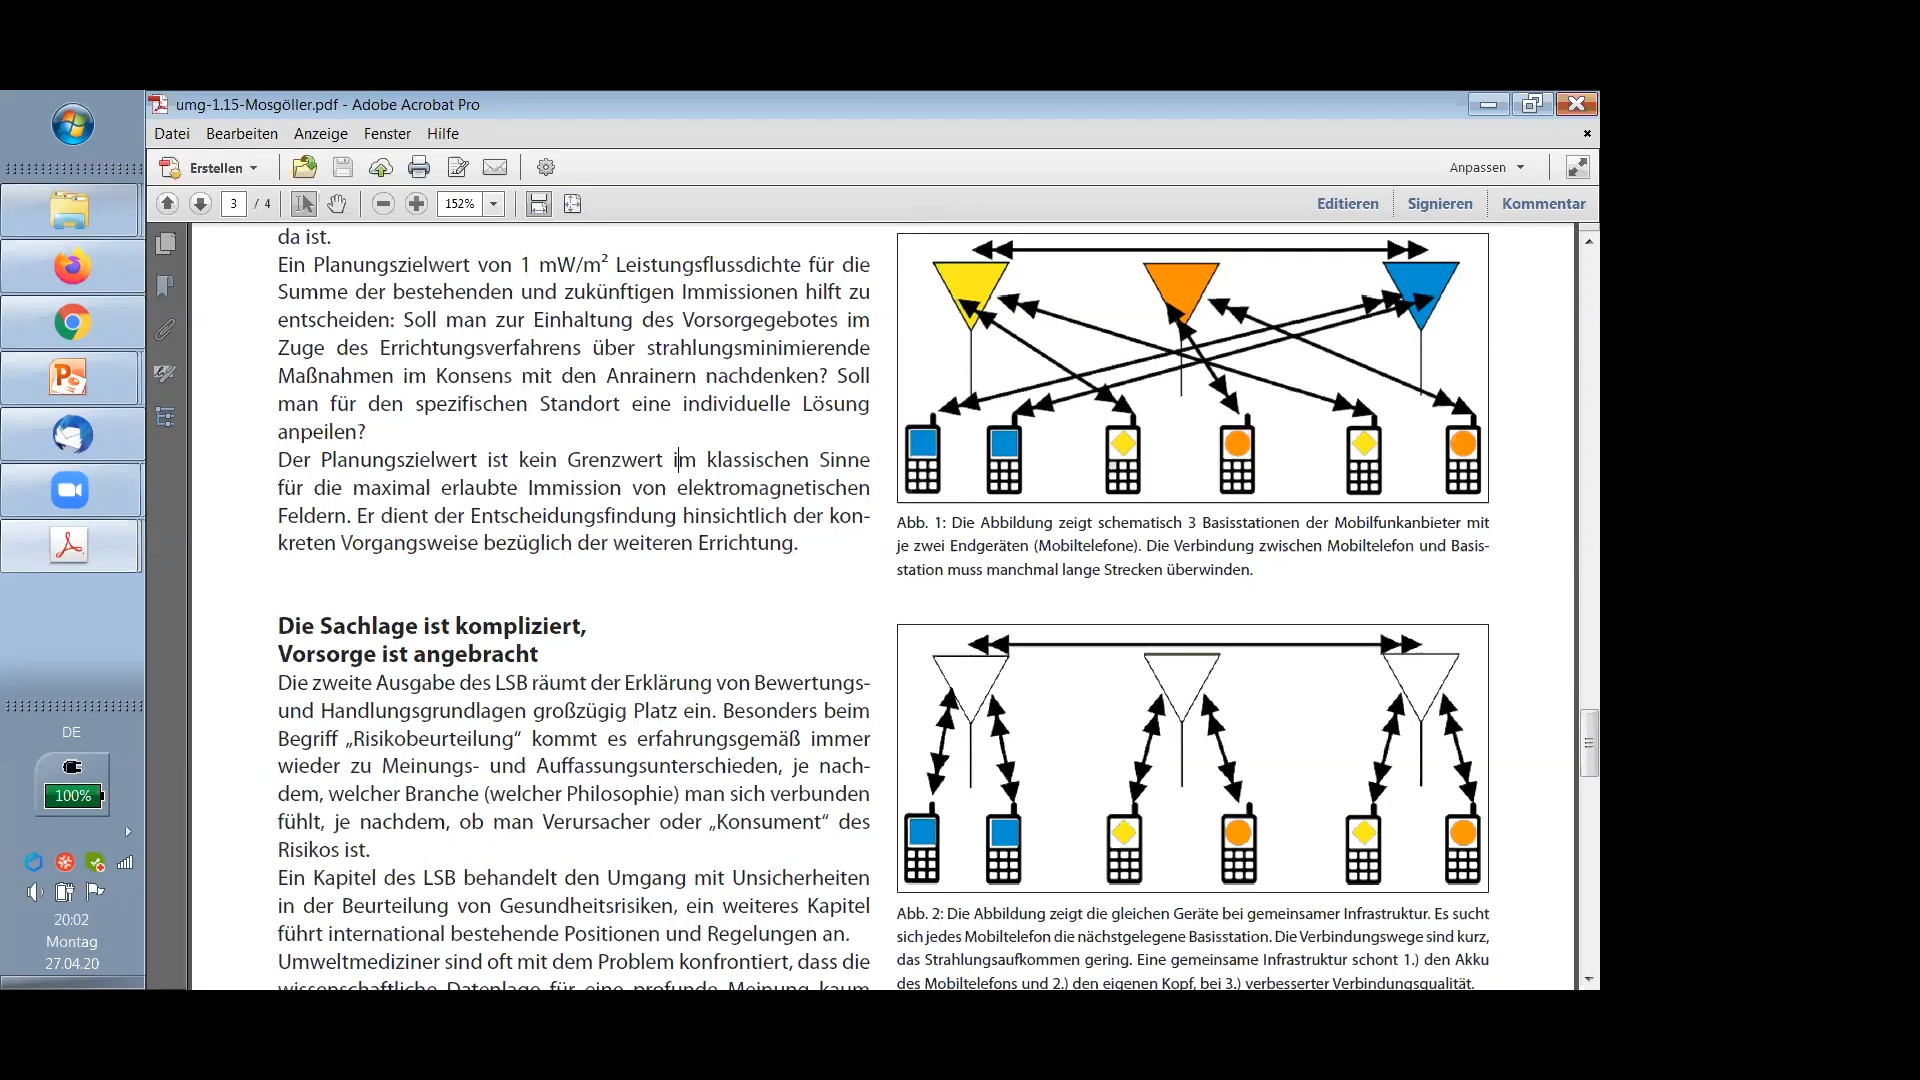 umg-1.15-Mosgöller.pdf - Adobe Acrobat Pro
Datei Bearbeiten Anzeige Fenster Hilfe
Erstellen
Anpassen
3 / 4
152%
Editieren Signieren Kommentar
da ist.
Ein Planungszielwert von 1 mW/m² Leistungsflussdichte für die
Summe der bestehenden und zukünftigen Immissionen hilft zu
entscheiden: Soll man zur Einhaltung des Vorsorgegebotes im
Zuge des Errichtungsverfahrens über strahlungsminimierende
Maßnahmen im Konsens mit den Anrainern nachdenken? Soll
man für den spezifischen Standort eine individuelle Lösung
anpeilen?
Der Planungszielwert ist kein Grenzwert im klassischen Sinne
für die maximal erlaubte Immission von elektromagnetischen
Feldern. Er dient der Entscheidungsfindung hinsichtlich der kon-
kreten Vorgangsweise bezüglich der weiteren Errichtung.
Die Sachlage ist kompliziert,
Vorsorge ist angebracht
Die zweite Ausgabe des LSB räumt der Erklärung von Bewertungs-
und Handlungsgrundlagen großzügig Platz ein. Besonders beim
Begriff „Risikobeurteilung“ kommt es erfahrungsgemäß immer
wieder zu Meinungs- und Auffassungsunterschieden, je nach-
dem, welcher Branche (welcher Philosophie) man sich verbunden
fühlt, je nachdem, ob man Verursacher oder „Konsument“ des
Risikos ist.
Ein Kapitel des LSB behandelt den Umgang mit Unsicherheiten
in der Beurteilung von Gesundheitsrisiken, ein weiteres Kapitel
führt international bestehende Positionen und Regelungen an.
Umweltmediziner sind oft mit dem Problem konfrontiert, dass die
wissenschaftliche Datenlage für eine profunde Meinung kaum
Abb. 1: Die Abbildung zeigt schematisch 3 Basisstationen der Mobilfunkanbieter mit
je zwei Endgeräten (Mobiltelefone). Die Verbindung zwischen Mobiltelefon und Basis-
station muss manchmal lange Strecken überwinden.
Abb. 2: Die Abbildung zeigt die gleichen Geräte bei gemeinsamer Infrastruktur. Es sucht
sich jedes Mobiltelefon die nächstgelegene Basisstation. Die Verbindungswege sind kurz,
das Strahlungsaufkommen gering. Eine gemeinsame Infrastruktur schont 1.) den Akku
des Mobiltelefons und 2.) den eigenen Kopf, bei 3.) verbesserter Verbindungsqualität.
DE
100%
20:02
Montag
27.04.20